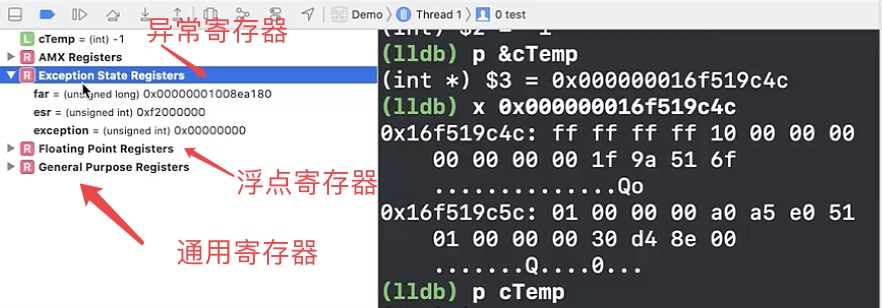 Demo 〉 Thread 1 〉 0 test
L cTemp = (int) -1
异常寄存器
R AMX Registers
R Exception State Registers
far = (unsigned long) 0x00000001008ea180
esr = (unsigned int) 0xf2000000
exception = (unsigned int) 0x00000000
R Floating Point Registers
R General Purpose Registers
浮点寄存器
通用寄存器
(int) $2 = -1
(lldb) p &cTemp
(int *) $3 = 0x000000016f519c4c
(lldb) x 0x000000016f519c4c
0x16f519c4c: ff ff ff ff 10 00 00 00
00 00 00 00 1f 9a 51 6f
..............Qo
0x16f519c5c: 01 00 00 00 a0 a5 e0 51
01 00 00 00 30 d4 8e 00
.......Q....0...
(lldb) p cTemp